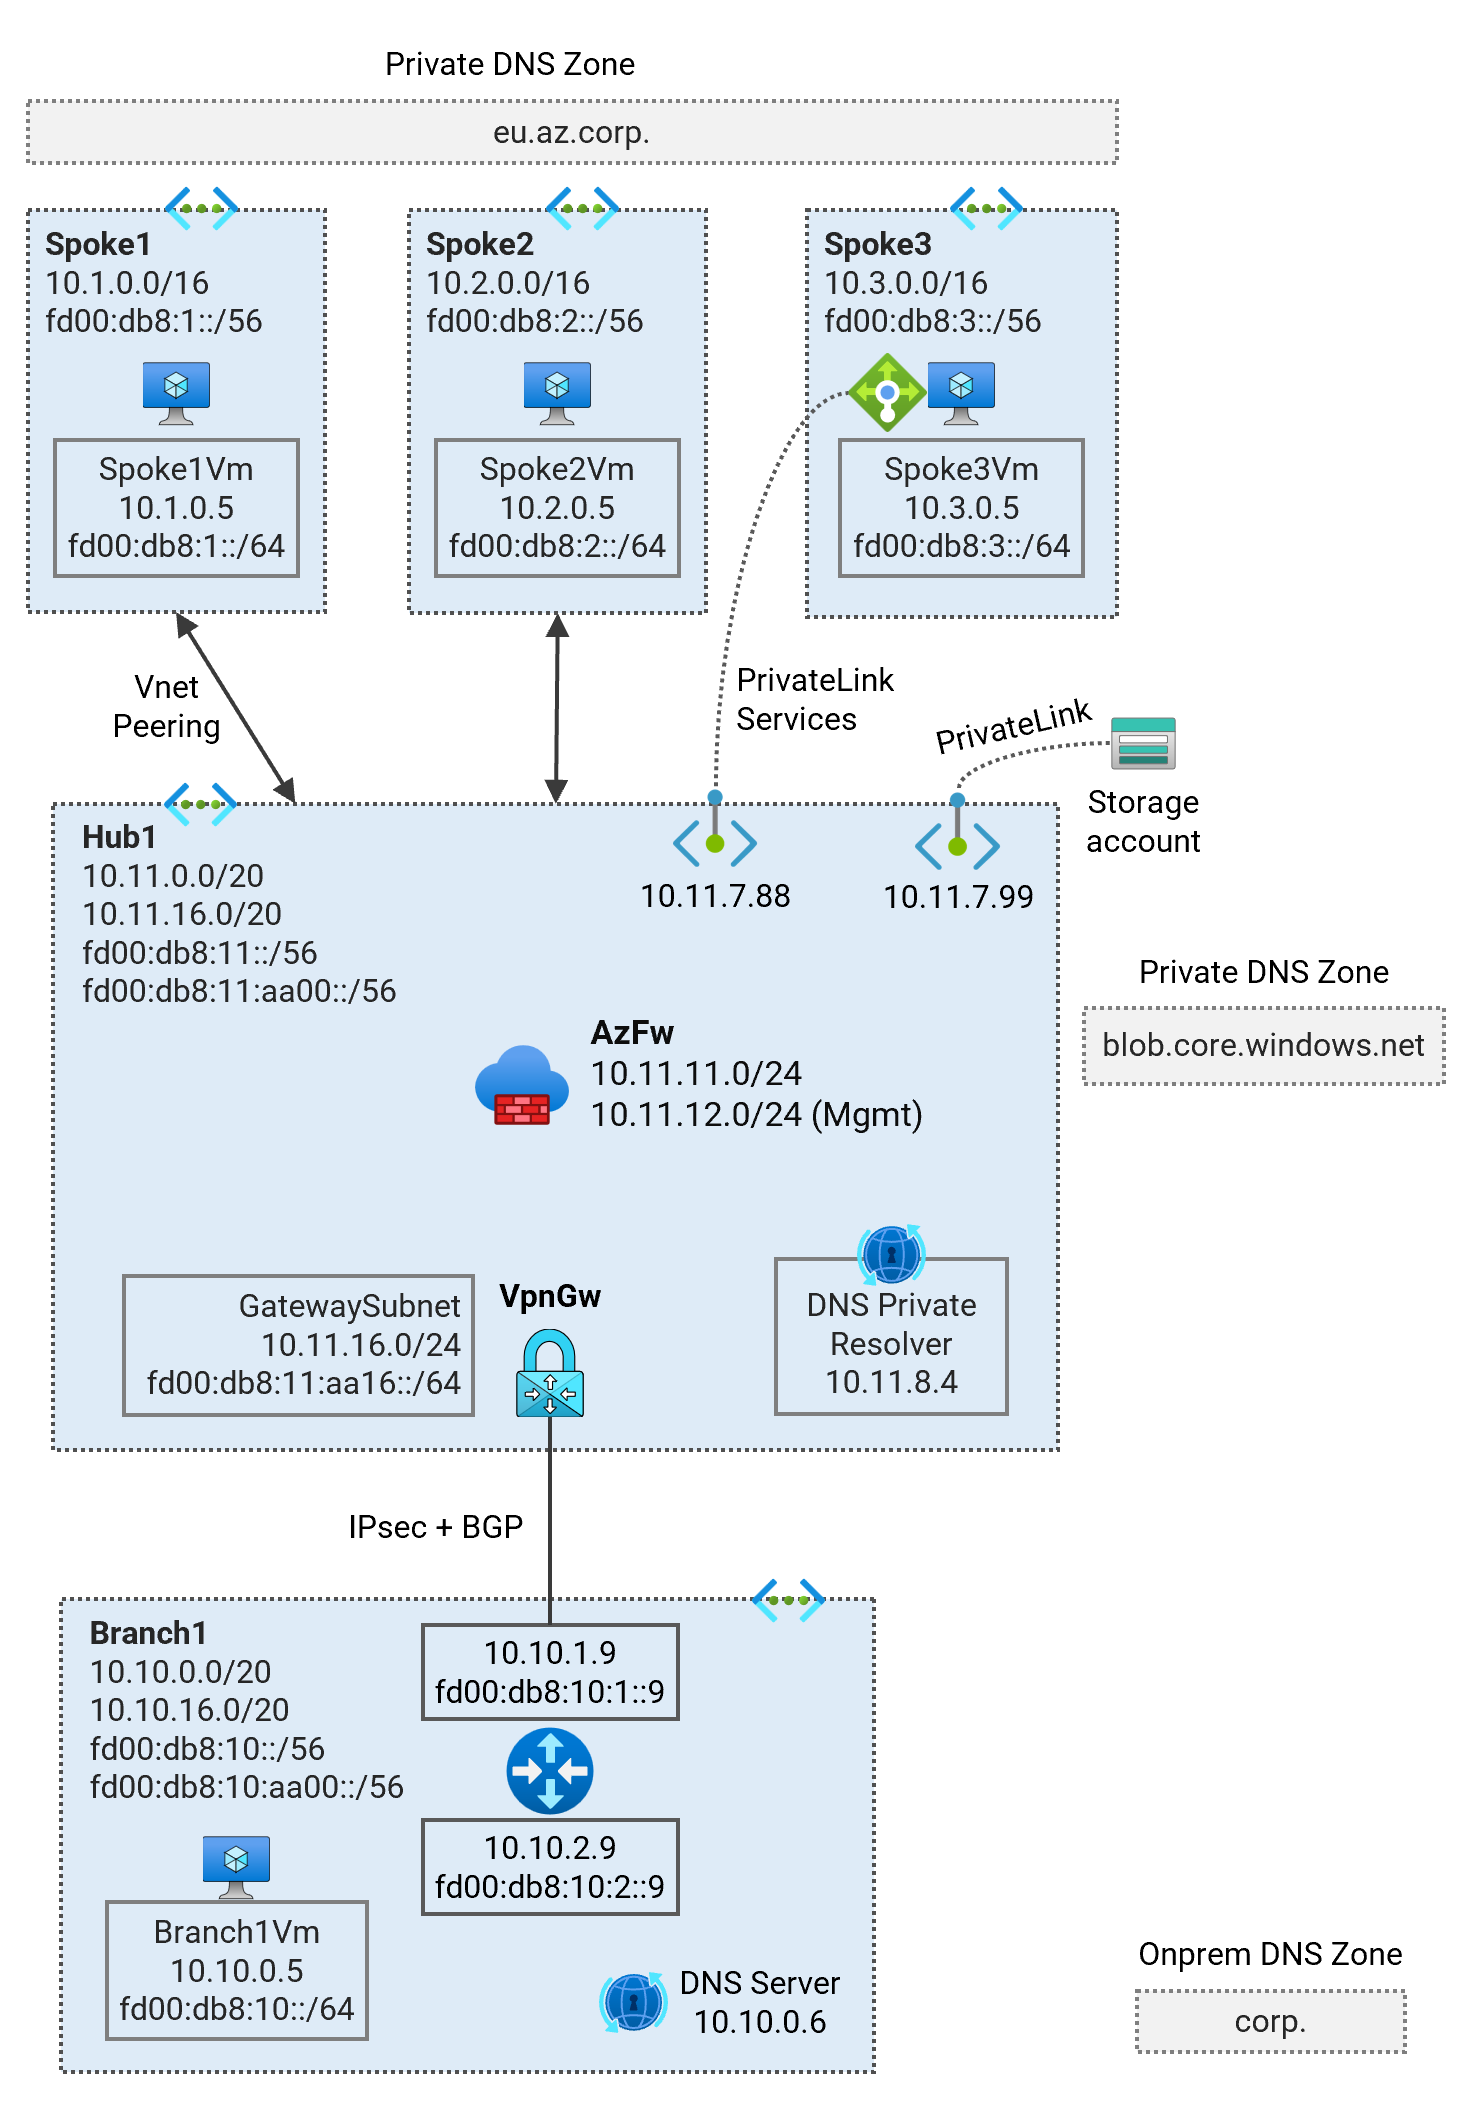 Private DNS Zone
eu.az.corp.
Spoke1
10.1.0.0/16
fd00:db8:1::/56
Spoke1Vm
10.1.0.5
fd00:db8:1::/64
Spoke2
10.2.0.0/16
fd00:db8:2::/56
Spoke2Vm
10.2.0.5
fd00:db8:2::/64
Spoke3
10.3.0.0/16
fd00:db8:3::/56
Spoke3Vm
10.3.0.5
fd00:db8:3::/64
Vnet
Peering
PrivateLink
Services
PrivateLink
Storage
account
Hub1
10.11.0.0/20
10.11.16.0/20
fd00:db8:11::/56
fd00:db8:11:aa00::/56
10.11.7.88
10.11.7.99
Private DNS Zone
blob.core.windows.net
AzFw
10.11.11.0/24
10.11.12.0/24 (Mgmt)
GatewaySubnet
10.11.16.0/24
fd00:db8:11:aa16::/64
VpnGw
DNS Private
Resolver
10.11.8.4
IPsec + BGP
Branch1
10.10.0.0/20
10.10.16.0/20
fd00:db8:10::/56
fd00:db8:10:aa00::/56
10.10.1.9
fd00:db8:10:1::9
10.10.2.9
fd00:db8:10:2::9
Branch1Vm
10.10.0.5
fd00:db8:10::/64
DNS Server
10.10.0.6
Onprem DNS Zone
corp.